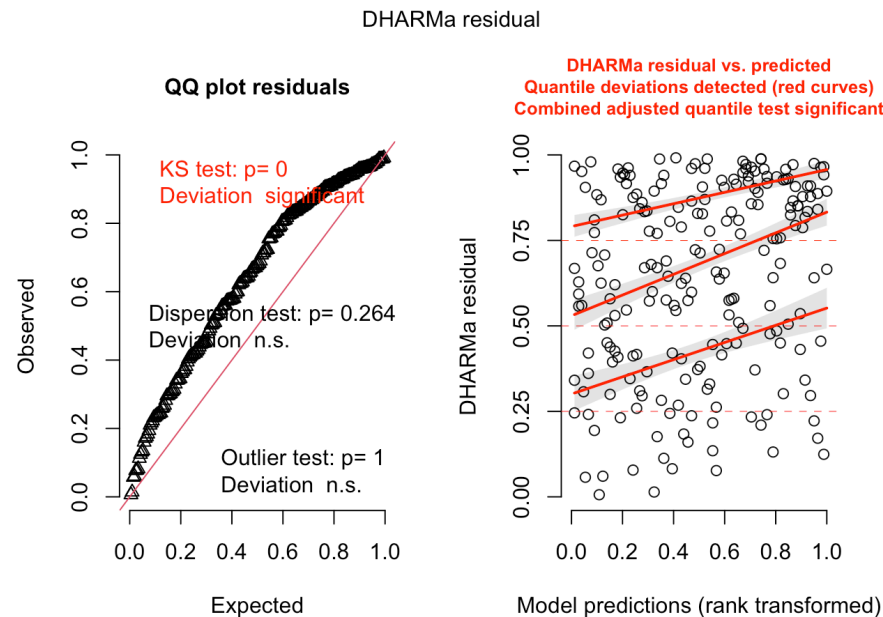 DHARMa residual
QQ plot residuals
KS test: p= 0
Deviation significant
Dispersion test: p= 0.264
Deviation n.s.
Outlier test: p= 1
Deviation n.s.
Observed
0.0 0.2 0.4 0.6 0.8 1.0
0.0 0.2 0.4 0.6 0.8 1.0
Expected
DHARMa residual vs. predicted
Quantile deviations detected (red curves)
Combined adjusted quantile test significant
DHARMa residual
0.00 0.25 0.50 0.75 1.00
0.0 0.2 0.4 0.6 0.8 1.0
Model predictions (rank transformed)